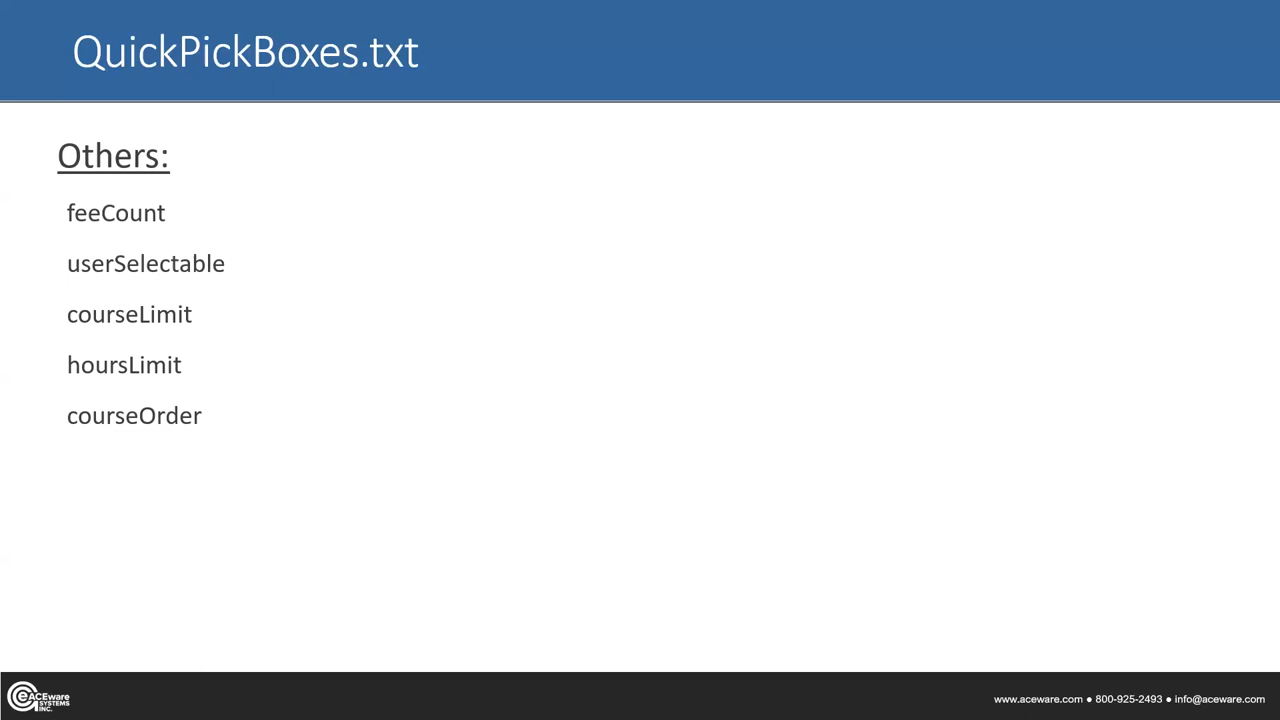 QuickPickBoxes.txt
Others:
feeCount
userSelectable
courseLimit
hoursLimit
courseOrder
eACEware
SYSTEMS
INC.
www.aceware.com ● 800-925-2493 ● info@aceware.com